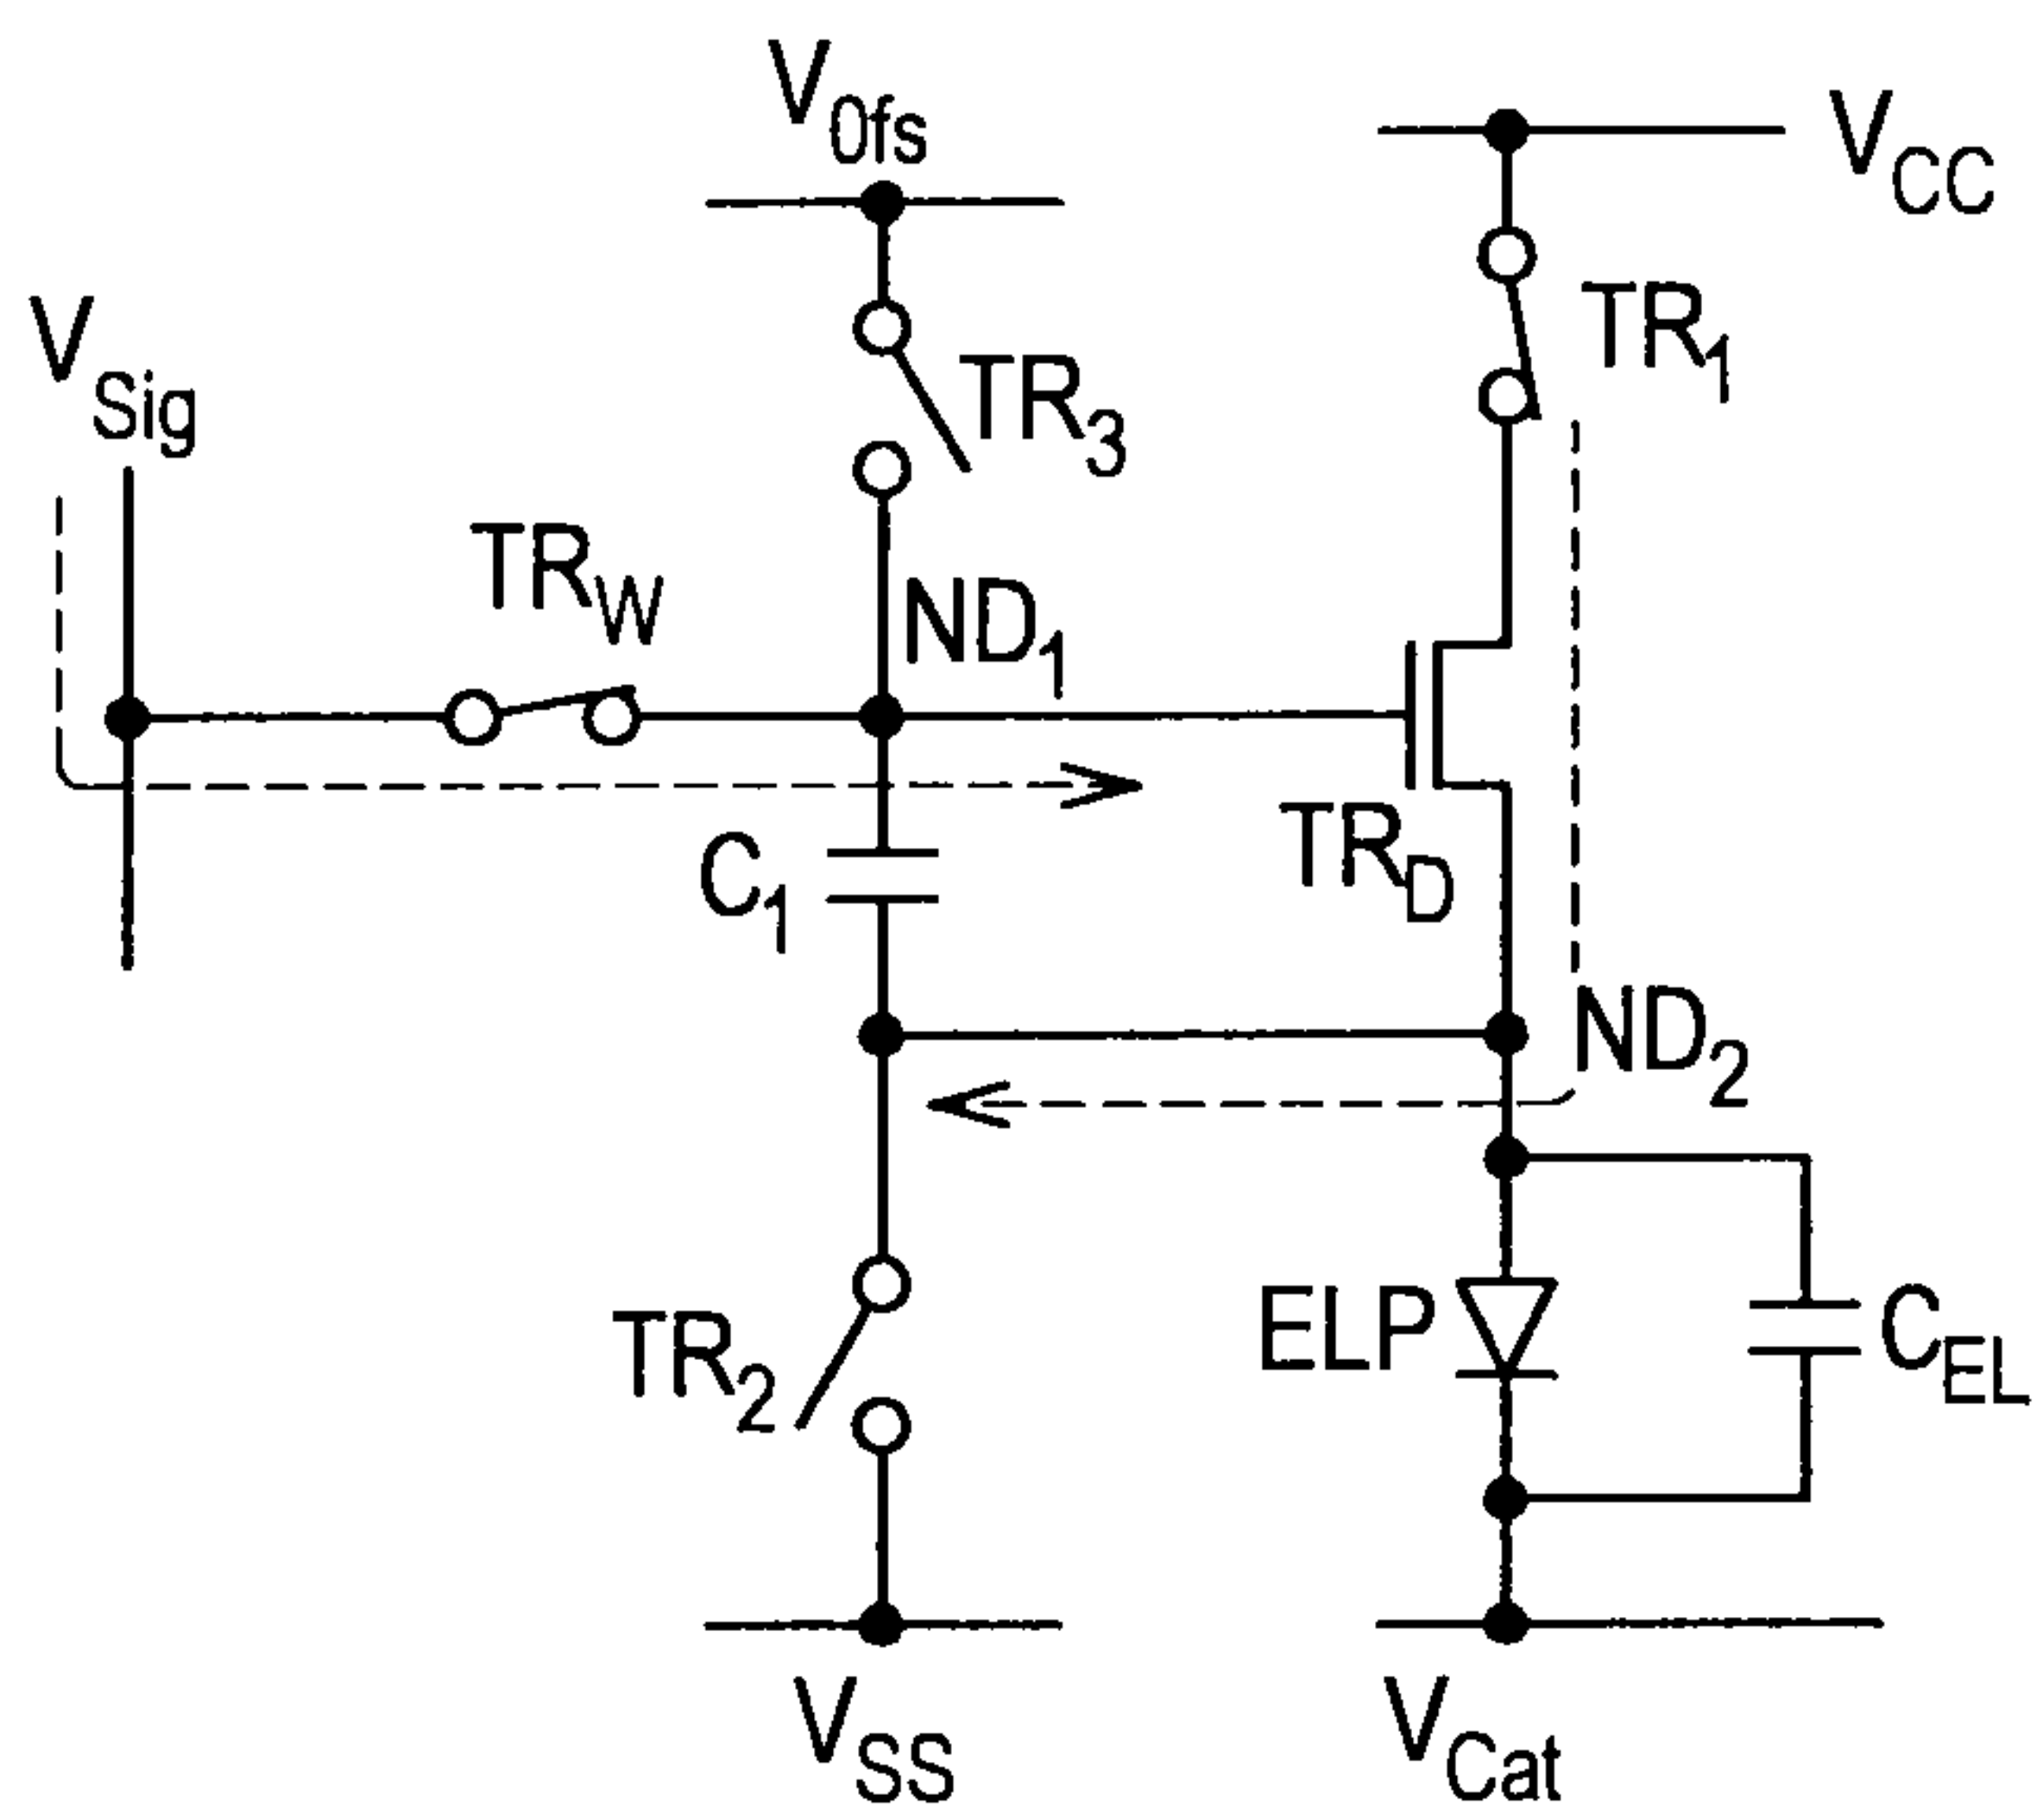 V0fs
VCC
VSig
TR1
TR3
TRW
ND1
C1
TRD
ND2
TR2
ELP
CEL
VSS
VCat